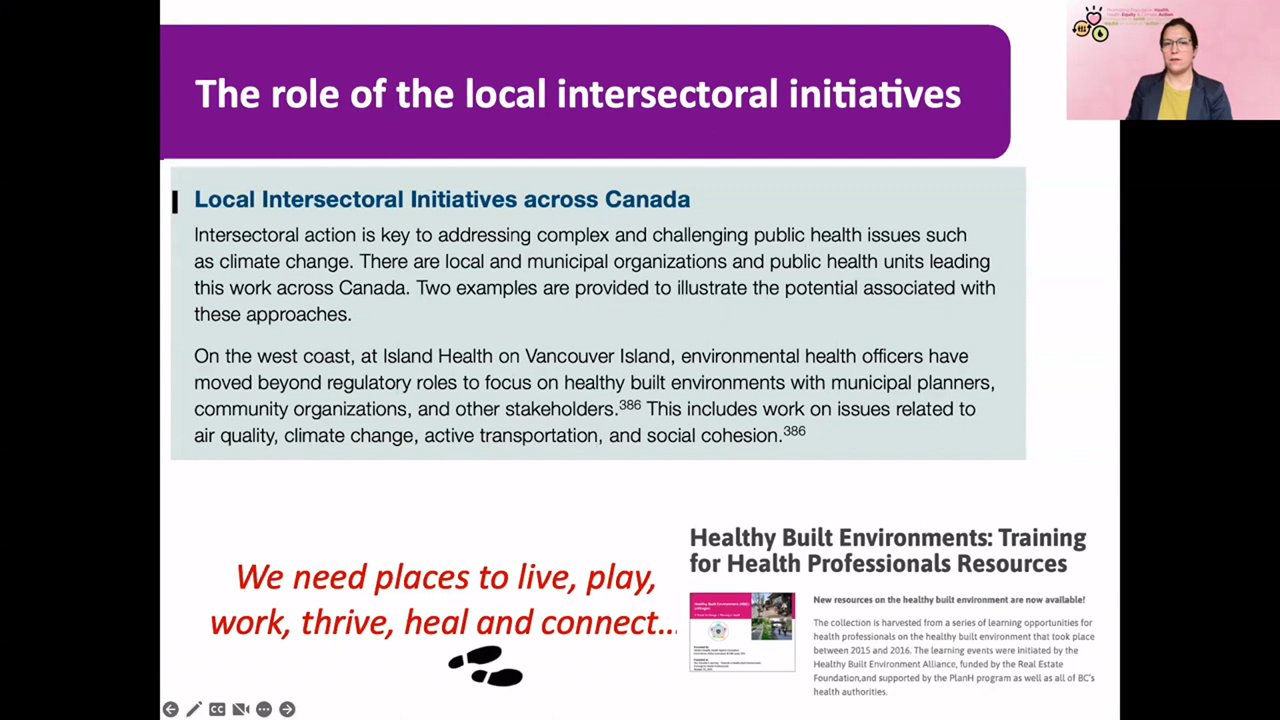 The role of the local intersectoral initiatives
Local Intersectoral Initiatives across Canada
Intersectoral action is key to addressing complex and challenging public health issues such
as climate change. There are local and municipal organizations and public health units leading
this work across Canada. Two examples are provided to illustrate the potential associated with
these approaches.
On the west coast, at Island Health on Vancouver Island, environmental health officers have
moved beyond regulatory roles to focus on healthy built environments with municipal planners,
community organizations, and other stakeholders.386 This includes work on issues related to
air quality, climate change, active transportation, and social cohesion.386
We need places to live, play,
work, thrive, heal and connect...
Healthy Built Environments: Training
for Health Professionals Resources
New resources on the healthy built environment are now available!
The collection is harvested from a series of learning opportunities for
health professionals on the healthy built environment that took place
between 2015 and 2016. The learning events were initiated by the
Healthy Built Environment Alliance, funded by the Real Estate
Foundation,and supported by the PlanH program as well as all of BC's
health authorities.
CC